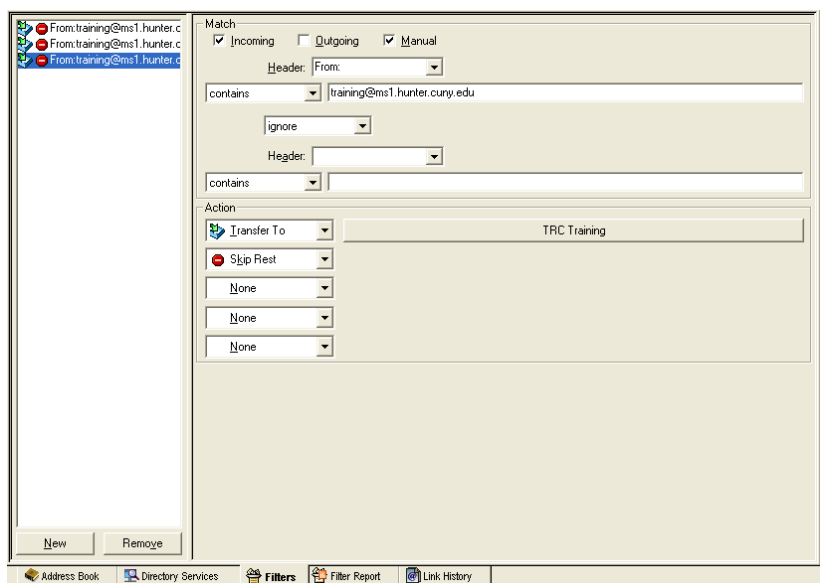 From:training@ms1.hunter.c
From:training@ms1.hunter.c
From:training@ms1.hunter.c
New Remove
Match
Incoming Outgoing Manual
Header: From:
contains training@ms1.hunter.cuny.edu
ignore
Header:
contains
Action
Transfer To TRC Training
Skip Rest
None
None
None
Address Book Directory Services Filters Filter Report Link History